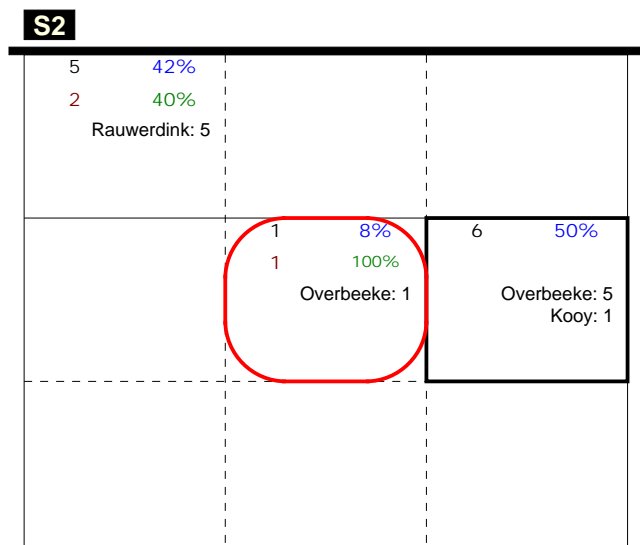 S2
5 42%
2 40%
Rauwerdink: 5
1 8%
1 100%
Overbeeke: 1
6 50%
Overbeeke: 5
Kooy: 1